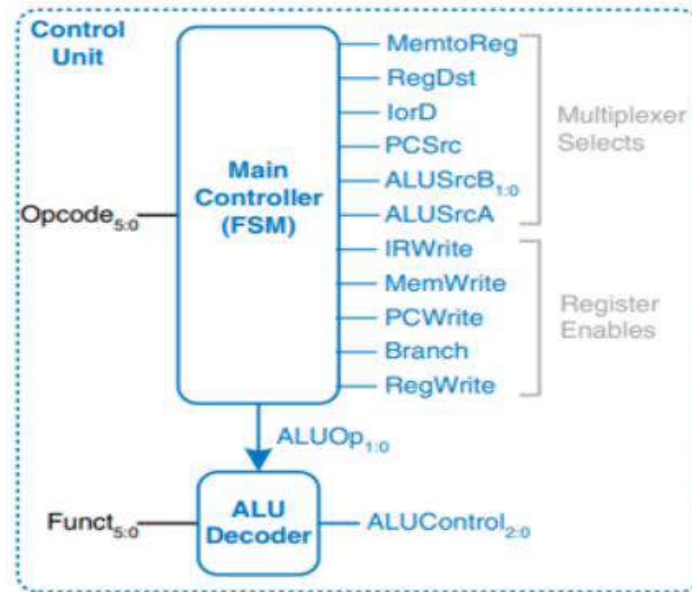 Control
Unit
MemtoReg
RegDst
IorD
PCSrc
ALUSrcB1:0
ALUSrcA
IRWrite
MemWrite
PCWrite
Branch
RegWrite
Multiplexer
Selects
Register
Enables
Main
Controller
(FSM)
Opcode5:0
ALUOp1:0
Funct5:0
ALU
Decoder
ALUControl2:0